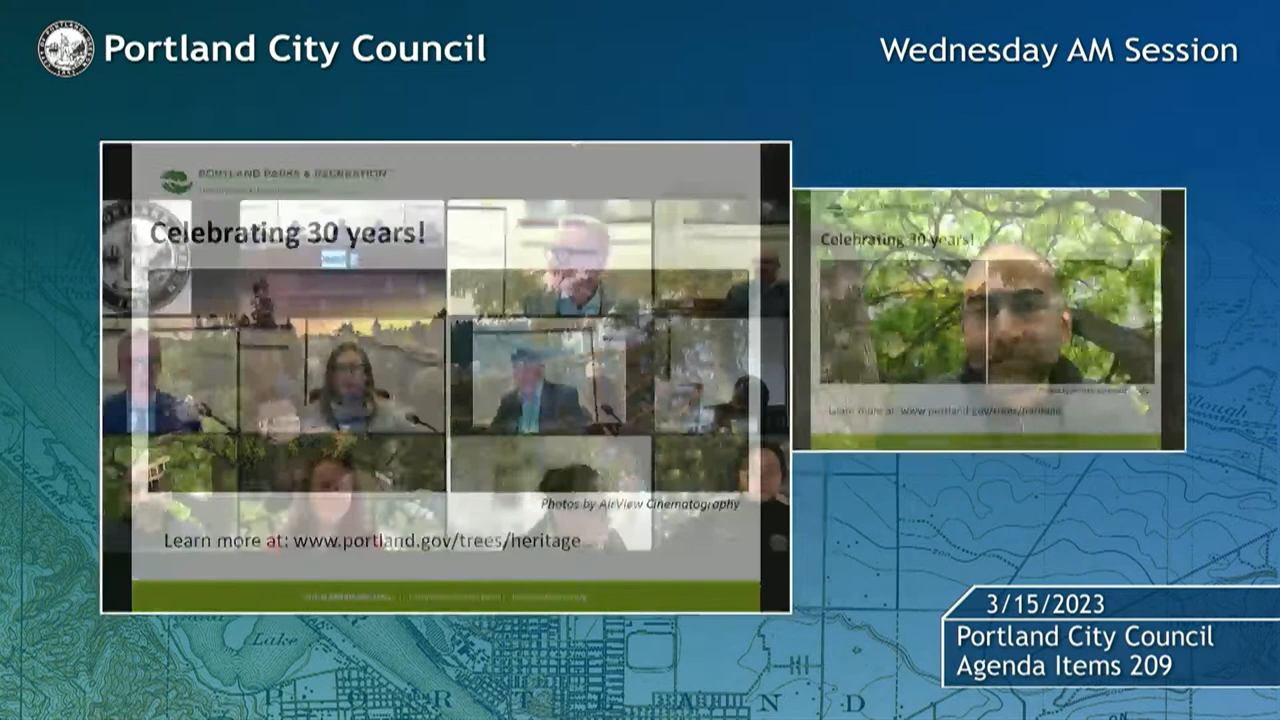 Portland City Council
Wednesday AM Session
PORTLAND PARKS & RECREATION
Celebrating 30 years!
Photos by AirView Cinematography
Learn more at: www.portland.gov/trees/heritage
Celebrating 30 years!
Learn more at: www.portland.gov/trees/heritage
Slough
Lake
P O R T L A N D
3/15/2023
Portland City Council
Agenda Items 209